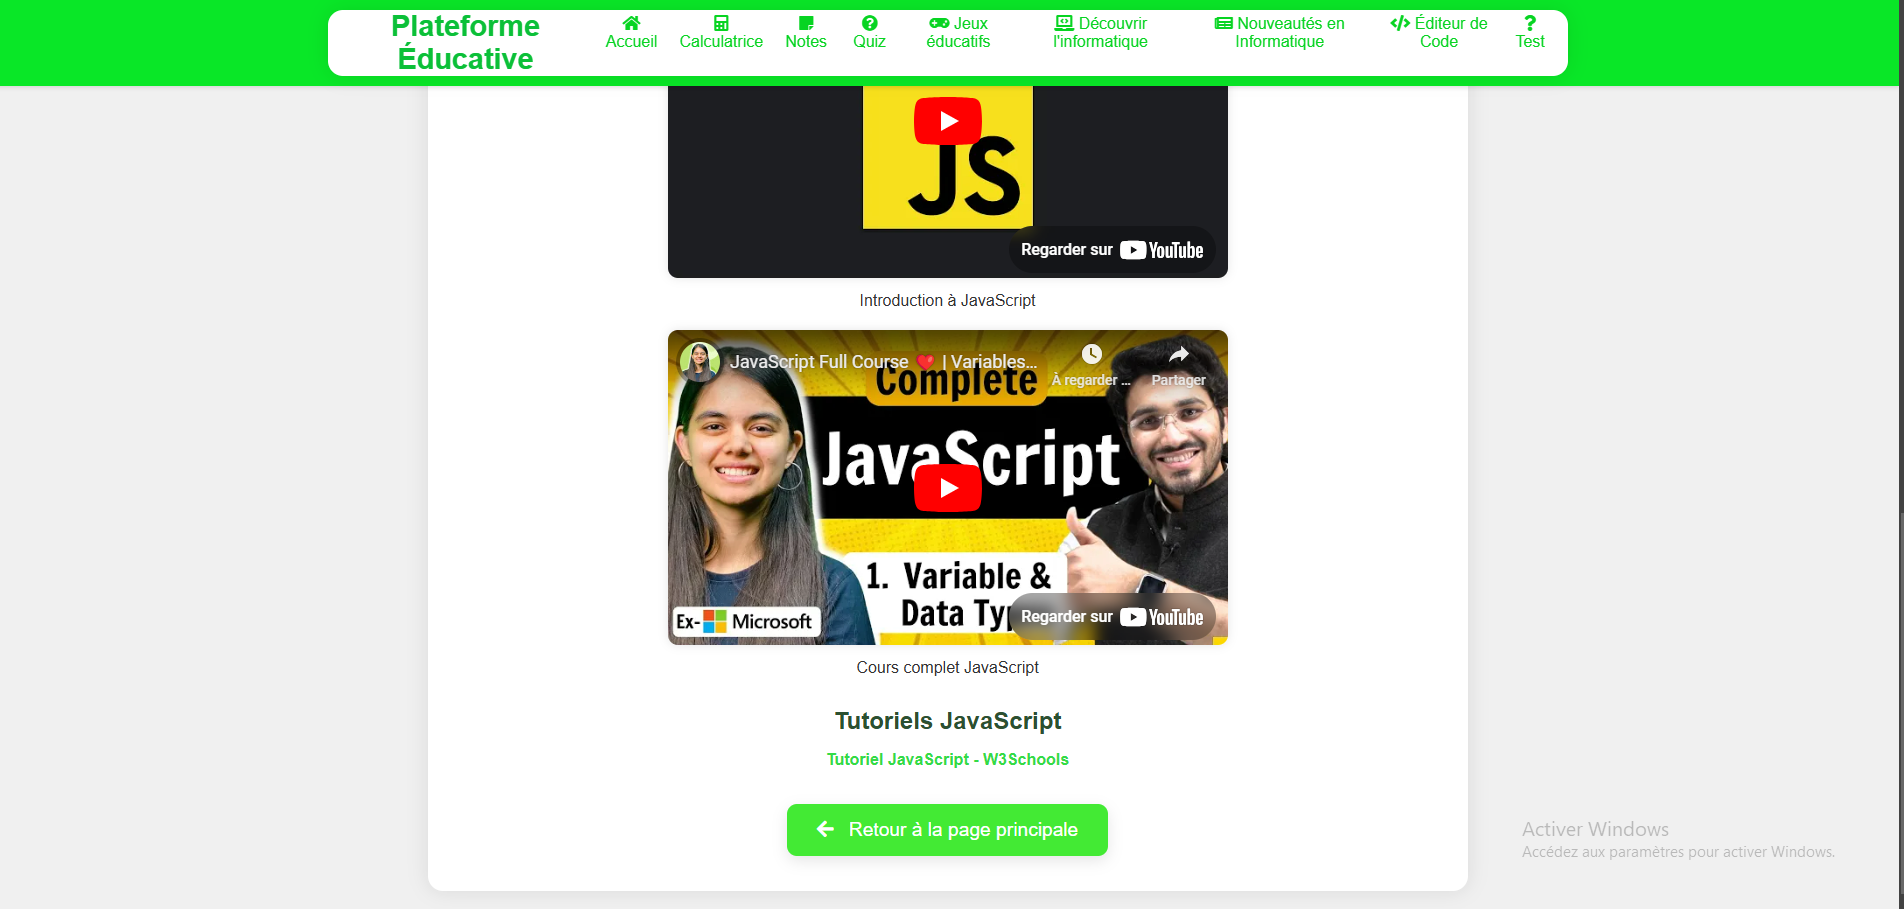 Plateforme
Éducative
Accueil
Calculatrice
Notes
Quiz
Jeux
éducatifs
Découvrir
l'informatique
Nouveautés en
Informatique
Éditeur de
Code
Test
JS
Regarder sur YouTube
Introduction à JavaScript
JavaScript Full Course ❤️ | Variables...
À regarder ...
Partager
Complete
JavaScript
1. Variable &
Data Ty
Ex- Microsoft
Regarder sur YouTube
Cours complet JavaScript
Tutoriels JavaScript
Tutoriel JavaScript - W3Schools
Retour à la page principale
Activer Windows
Accédez aux paramètres pour activer Windows.